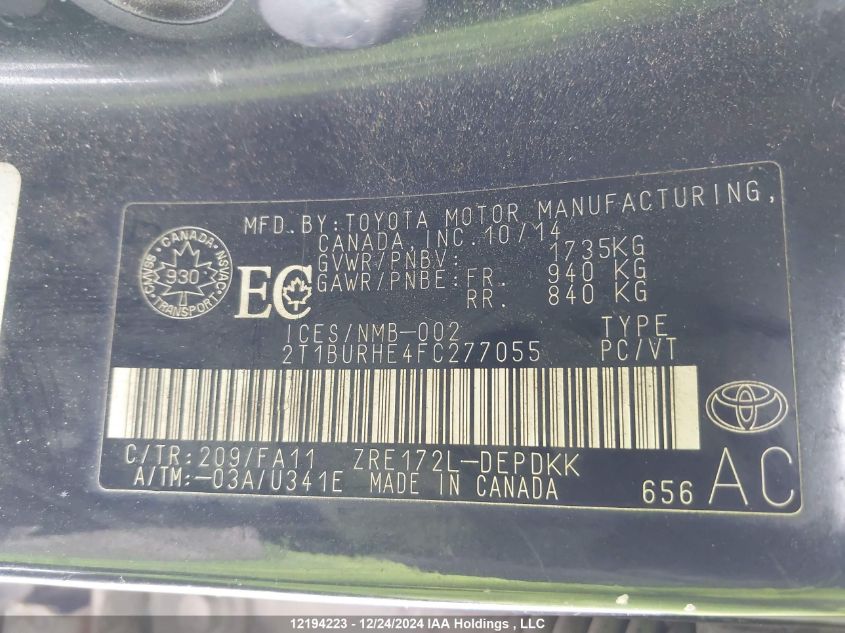 MFD. BY: TOYOTA MOTOR MANUFACTURING,
CANADA, INC. 10/14
GVWR/PNBV: 1735KG
GAWR/PNBE: FR. 940 KG
RR. 840 KG
CANADA
CMVSS NSVAC
930
TRANSPORT
EC
ICES/NMB-002 TYPE
2T1BURHE4FC277055 PC/VT
C/TR: 209/FA11 ZRE172L-DEPDKK
A/TM:-03A/U341E MADE IN CANADA 656 AC
12194223 - 12/24/2024 IAA Holdings, LLC